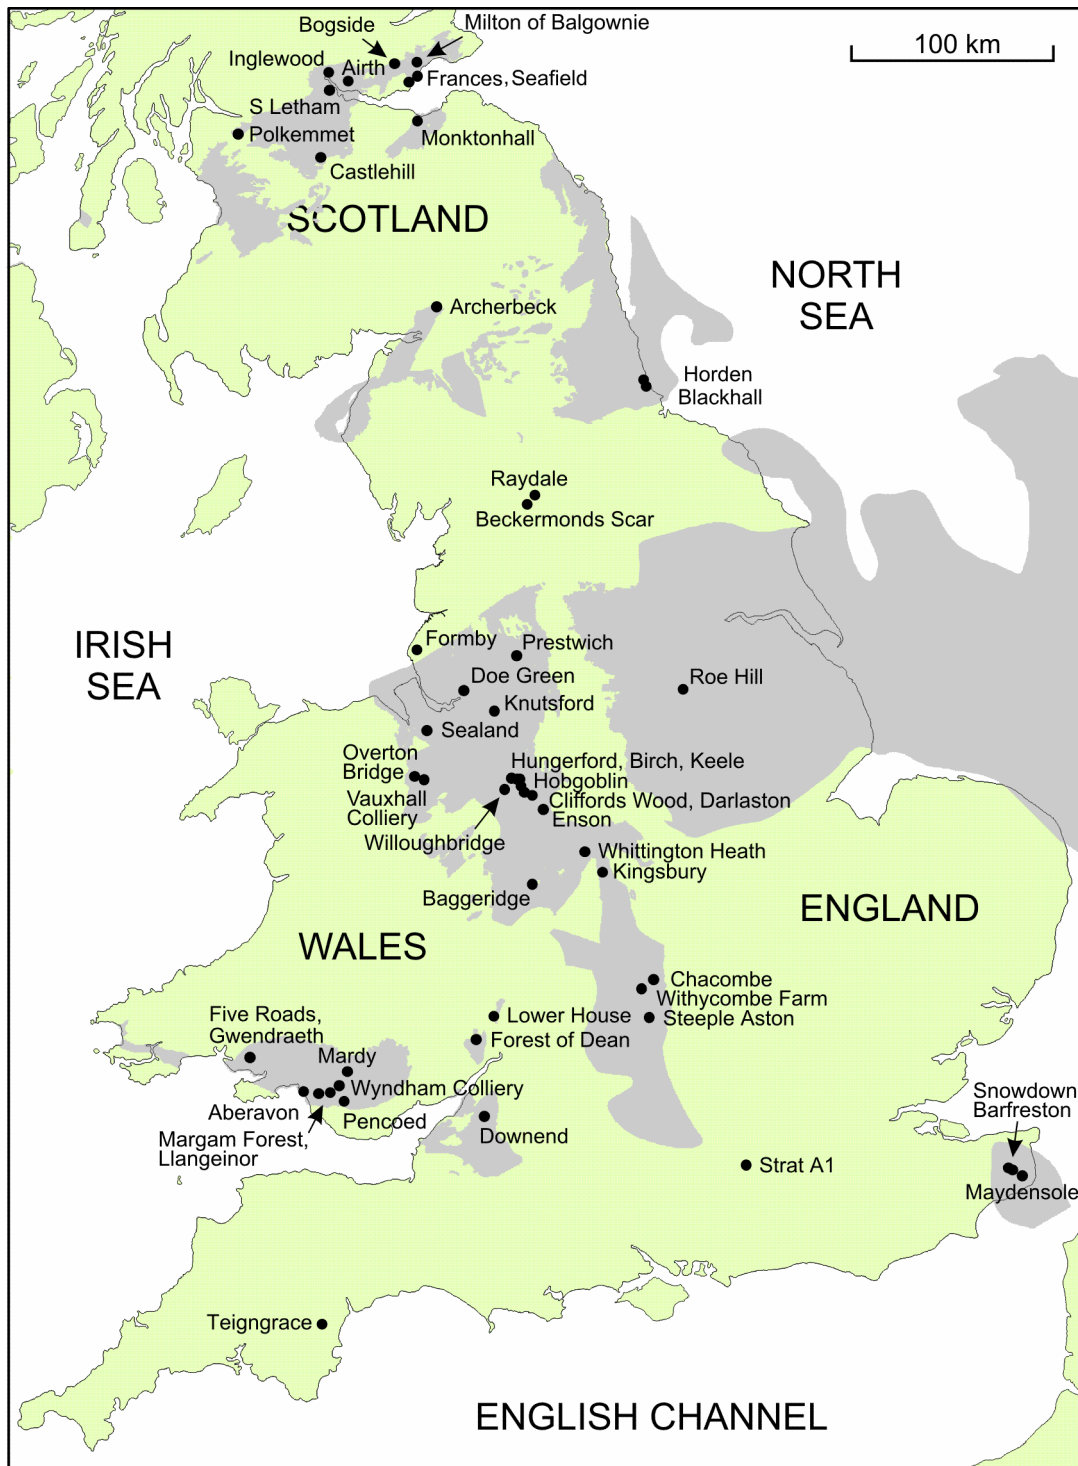 Bogside
Milton of Balgownie
100 km
Inglewood
Airth
Frances, Seafield
S Letham
Polkemmet
Monktonhall
Castlehill
SCOTLAND
NORTH
SEA
Archerbeck
Horden
Blackhall
Raydale
Beckermonds Scar
IRISH
SEA
Formby
Prestwich
Doe Green
Roe Hill
Knutsford
Sealand
Overton
Bridge
Hungerford, Birch, Keele
Hobgoblin
Vauxhall
Colliery
Cliffords Wood, Darlaston
Enson
Willoughbridge
Whittington Heath
Kingsbury
Baggeridge
ENGLAND
WALES
Chacombe
Withycombe Farm
Steeple Aston
Five Roads,
Gwendraeth
Lower House
Forest of Dean
Mardy
Wyndham Colliery
Aberavon
Pencoed
Margam Forest,
Llangeinor
Downend
Snowdown
Barfreston
Strat A1
Maydensole
Teigngrace
ENGLISH CHANNEL